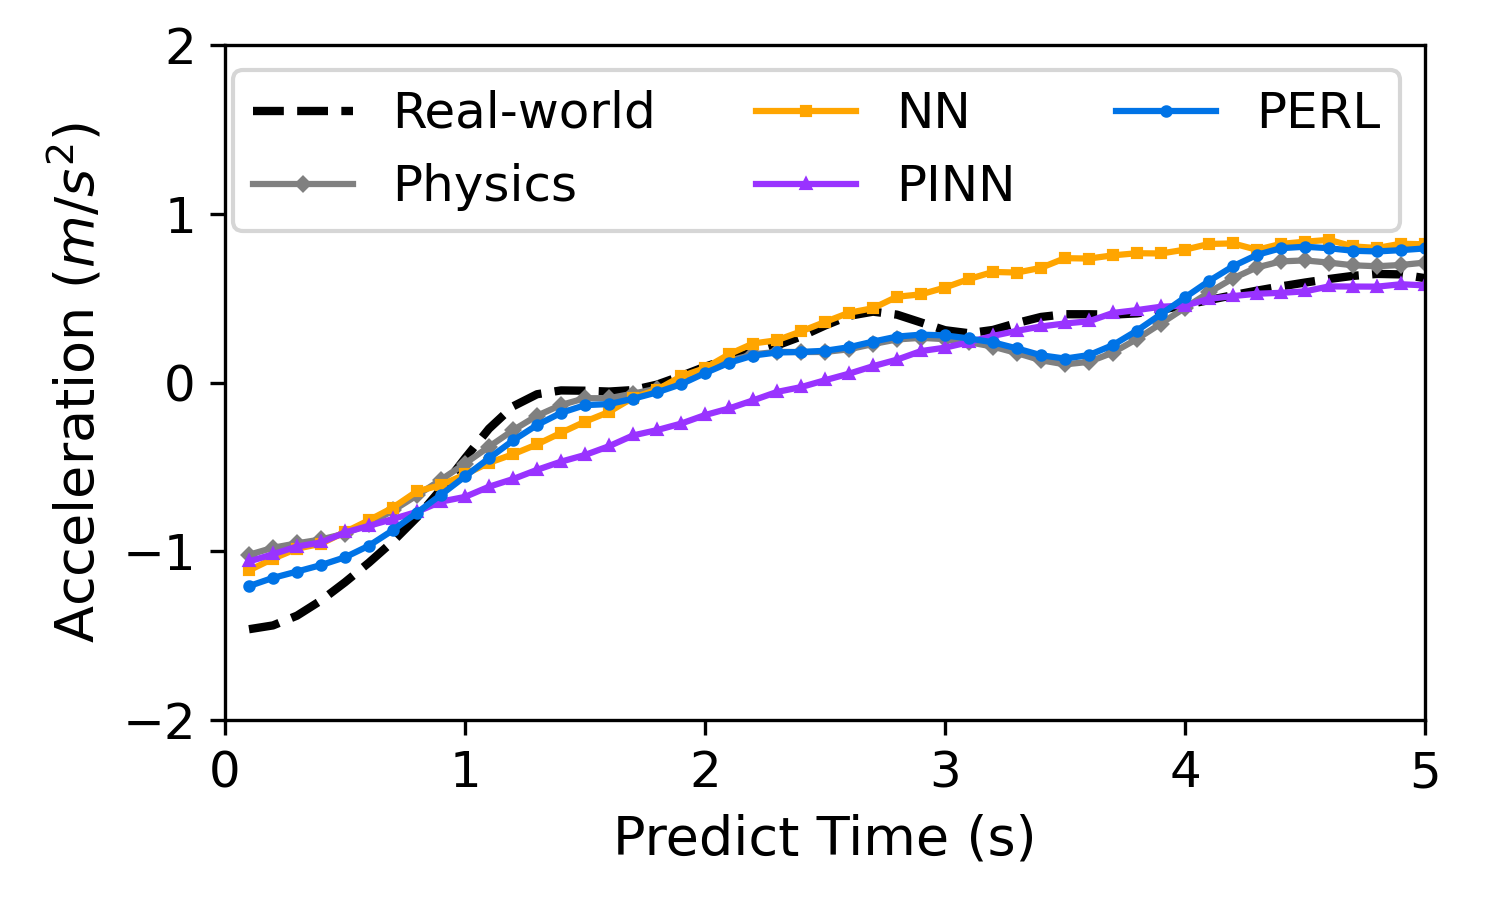 2
1
0
−1
−2
Acceleration (m/s²)
Real-world
NN
PERL
Physics
PINN
0 1 2 3 4 5
Predict Time (s)